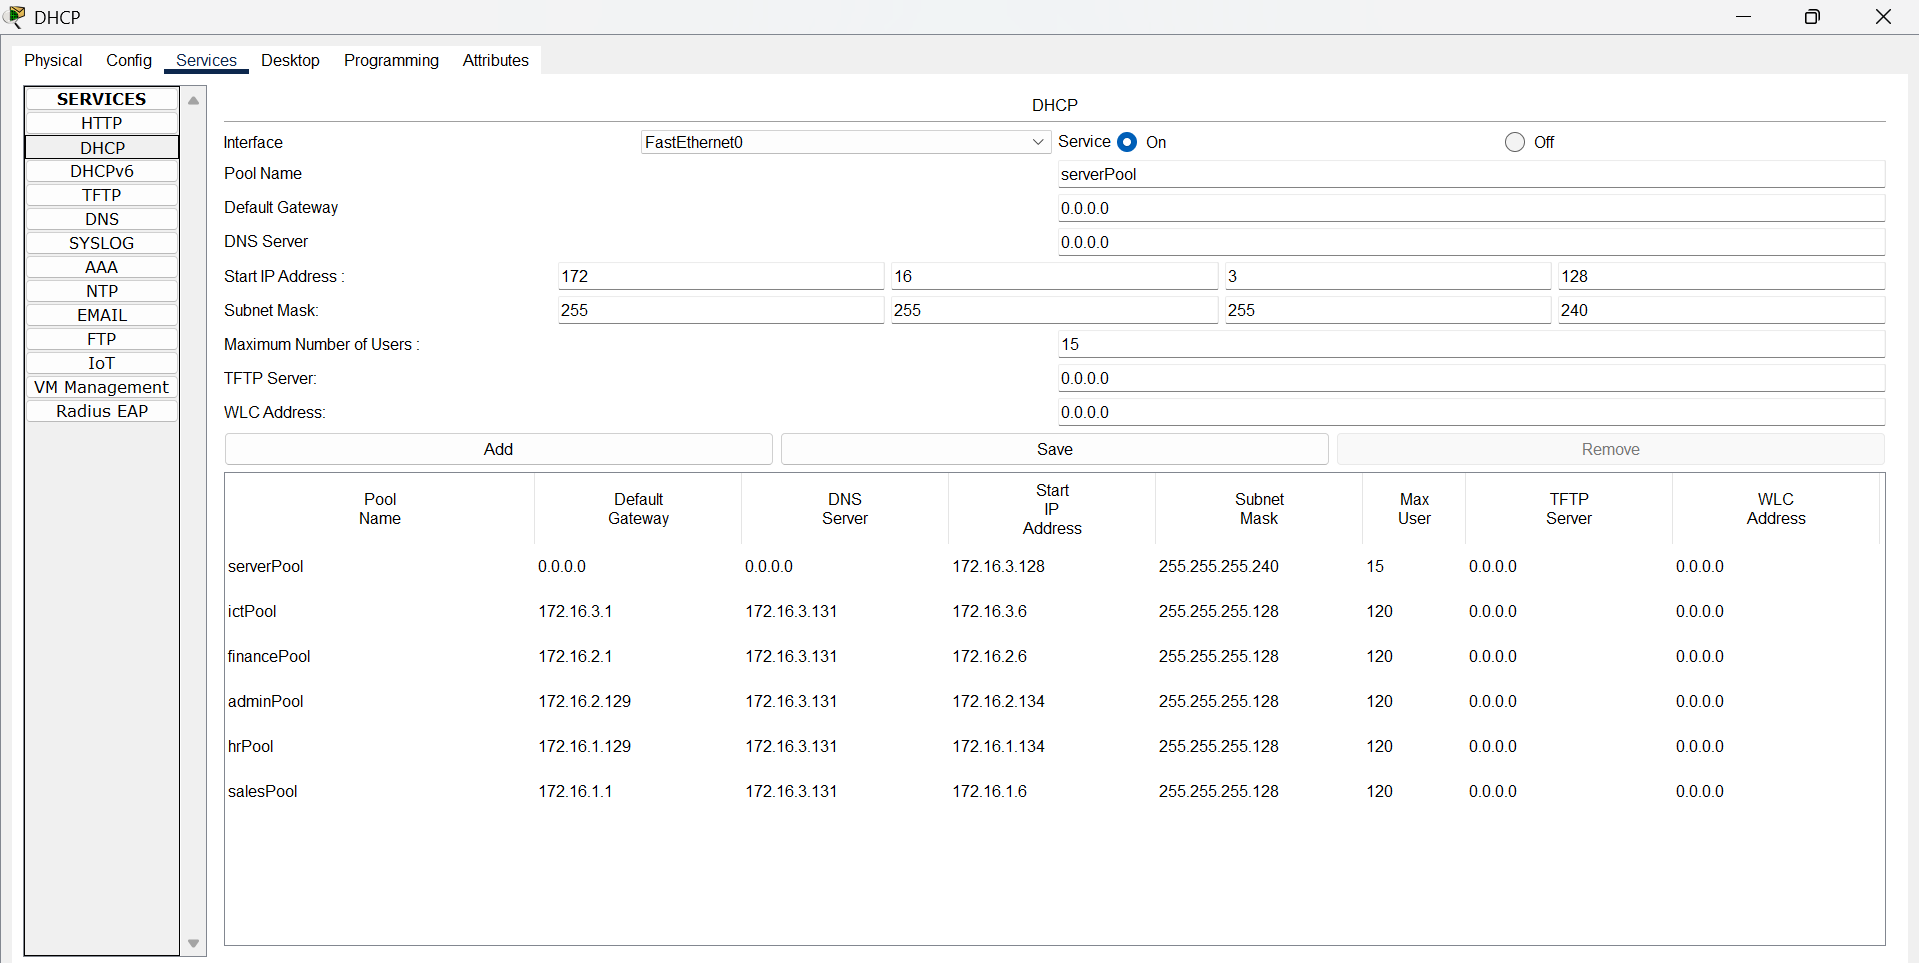 DHCP
Physical Config Services Desktop Programming Attributes
SERVICES
HTTP
DHCP
DHCPv6
TFTP
DNS
SYSLOG
AAA
NTP
EMAIL
FTP
IoT
VM Management
Radius EAP
DHCP
Interface FastEthernet0 Service On Off
Pool Name serverPool
Default Gateway 0.0.0.0
DNS Server 0.0.0.0
Start IP Address : 172 16 3 128
Subnet Mask: 255 255 255 240
Maximum Number of Users : 15
TFTP Server: 0.0.0.0
WLC Address: 0.0.0.0
Add Save Remove
Pool Name Default Gateway DNS Server Start IP Address Subnet Mask Max User TFTP Server WLC Address
serverPool 0.0.0.0 0.0.0.0 172.16.3.128 255.255.255.240 15 0.0.0.0 0.0.0.0
ictPool 172.16.3.1 172.16.3.131 172.16.3.6 255.255.255.128 120 0.0.0.0 0.0.0.0
financePool 172.16.2.1 172.16.3.131 172.16.2.6 255.255.255.128 120 0.0.0.0 0.0.0.0
adminPool 172.16.2.129 172.16.3.131 172.16.2.134 255.255.255.128 120 0.0.0.0 0.0.0.0
hrPool 172.16.1.129 172.16.3.131 172.16.1.134 255.255.255.128 120 0.0.0.0 0.0.0.0
salesPool 172.16.1.1 172.16.3.131 172.16.1.6 255.255.255.128 120 0.0.0.0 0.0.0.0